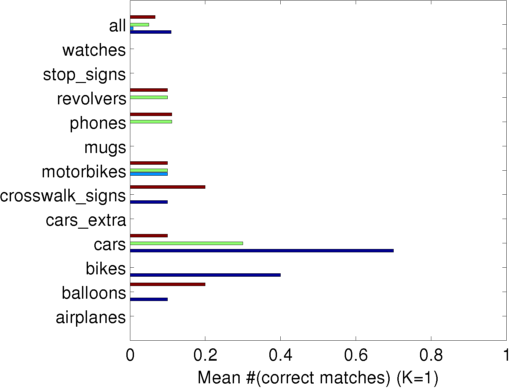 all
watches
stop_signs
revolvers
phones
mugs
motorbikes
crosswalk_signs
cars_extra
cars
bikes
balloons
airplanes
0 0.2 0.4 0.6 0.8 1
Mean #(correct matches) (K=1)